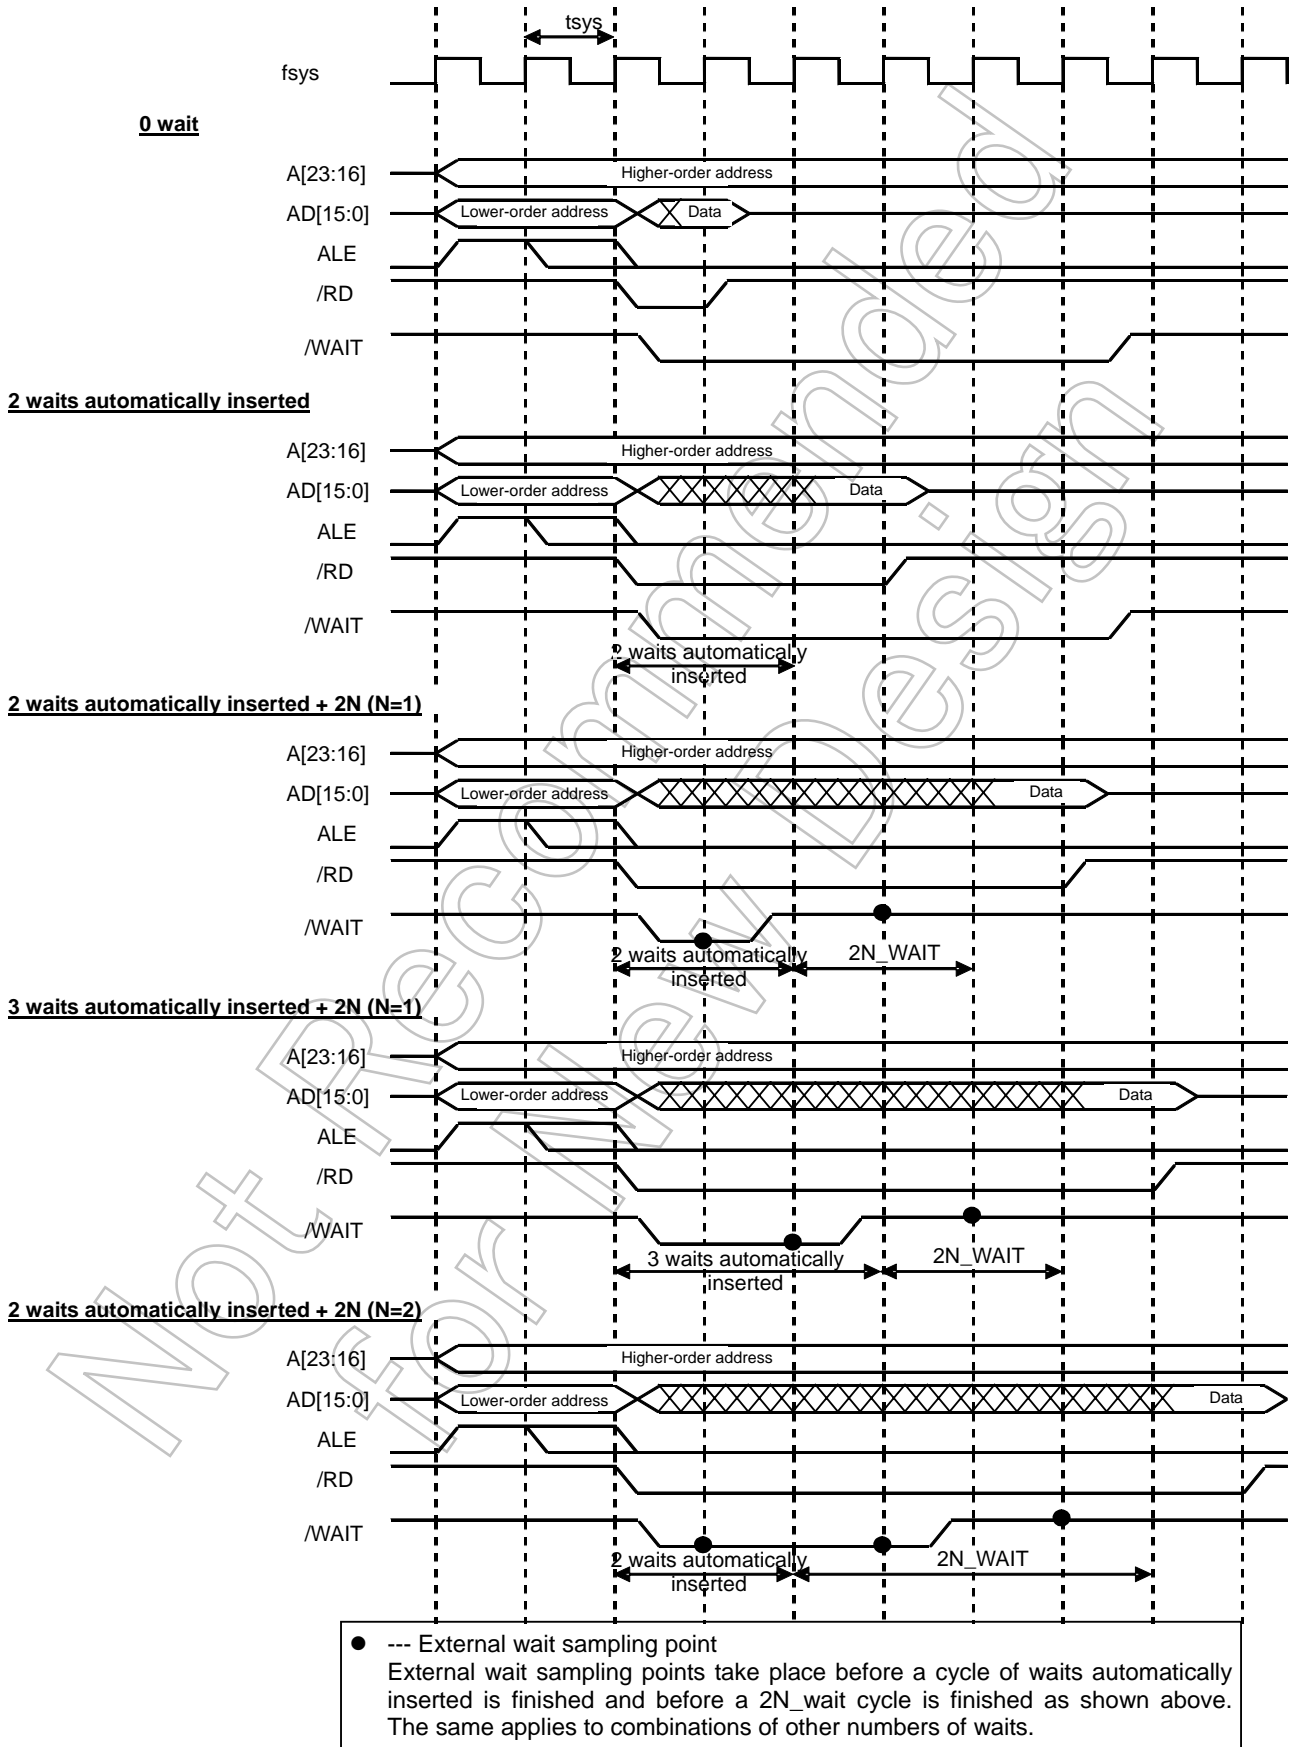 tsys
fsys
0 wait
A[23:16]
Higher-order address
AD[15:0]
Lower-order address
Data
ALE
/RD
/WAIT
2 waits automatically inserted
A[23:16]
Higher-order address
AD[15:0]
Lower-order address
Data
ALE
/RD
/WAIT
2 waits automatically
inserted
2 waits automatically inserted + 2N (N=1)
A[23:16]
Higher-order address
AD[15:0]
Lower-order address
Data
ALE
/RD
/WAIT
2 waits automatically
inserted
2N_WAIT
3 waits automatically inserted + 2N (N=1)
A[23:16]
Higher-order address
AD[15:0]
Lower-order address
Data
ALE
/RD
/WAIT
3 waits automatically
inserted
2N_WAIT
2 waits automatically inserted + 2N (N=2)
A[23:16]
Higher-order address
AD[15:0]
Lower-order address
Data
ALE
/RD
/WAIT
2 waits automatically
inserted
2N_WAIT
● --- External wait sampling point
External wait sampling points take place before a cycle of waits automatically
inserted is finished and before a 2N_wait cycle is finished as shown above.
The same applies to combinations of other numbers of waits.
Not Recommended
for New Design